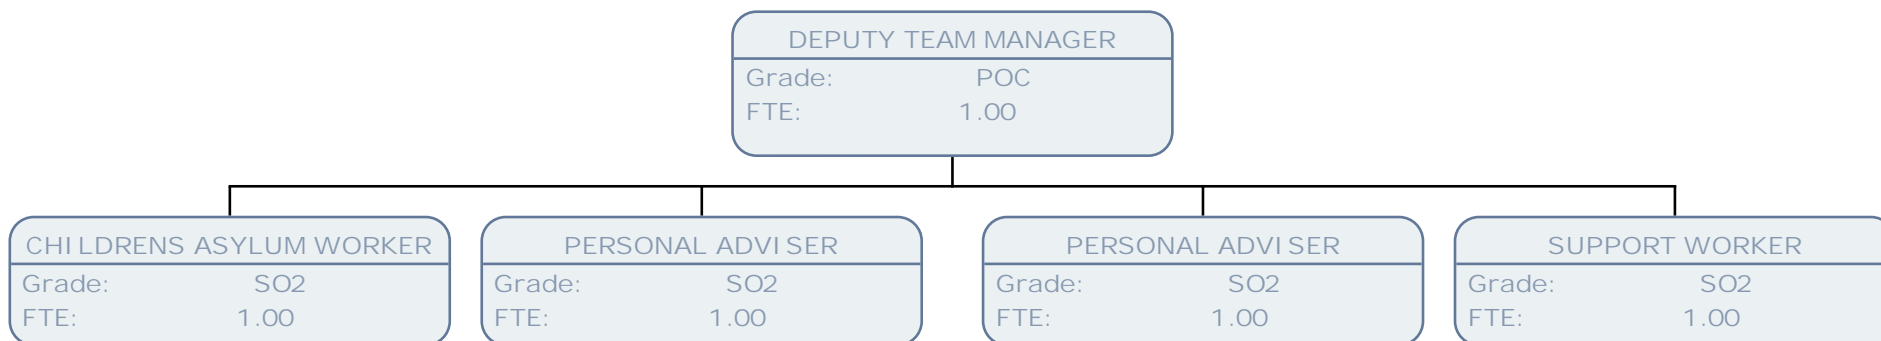 DEPUTY TEAM MANAGER
Grade: POC
FTE: 1.00
CHILDRENS ASYLUM WORKER
Grade: SO2
FTE: 1.00
PERSONAL ADVISER
Grade: SO2
FTE: 1.00
PERSONAL ADVISER
Grade: SO2
FTE: 1.00
SUPPORT WORKER
Grade: SO2
FTE: 1.00